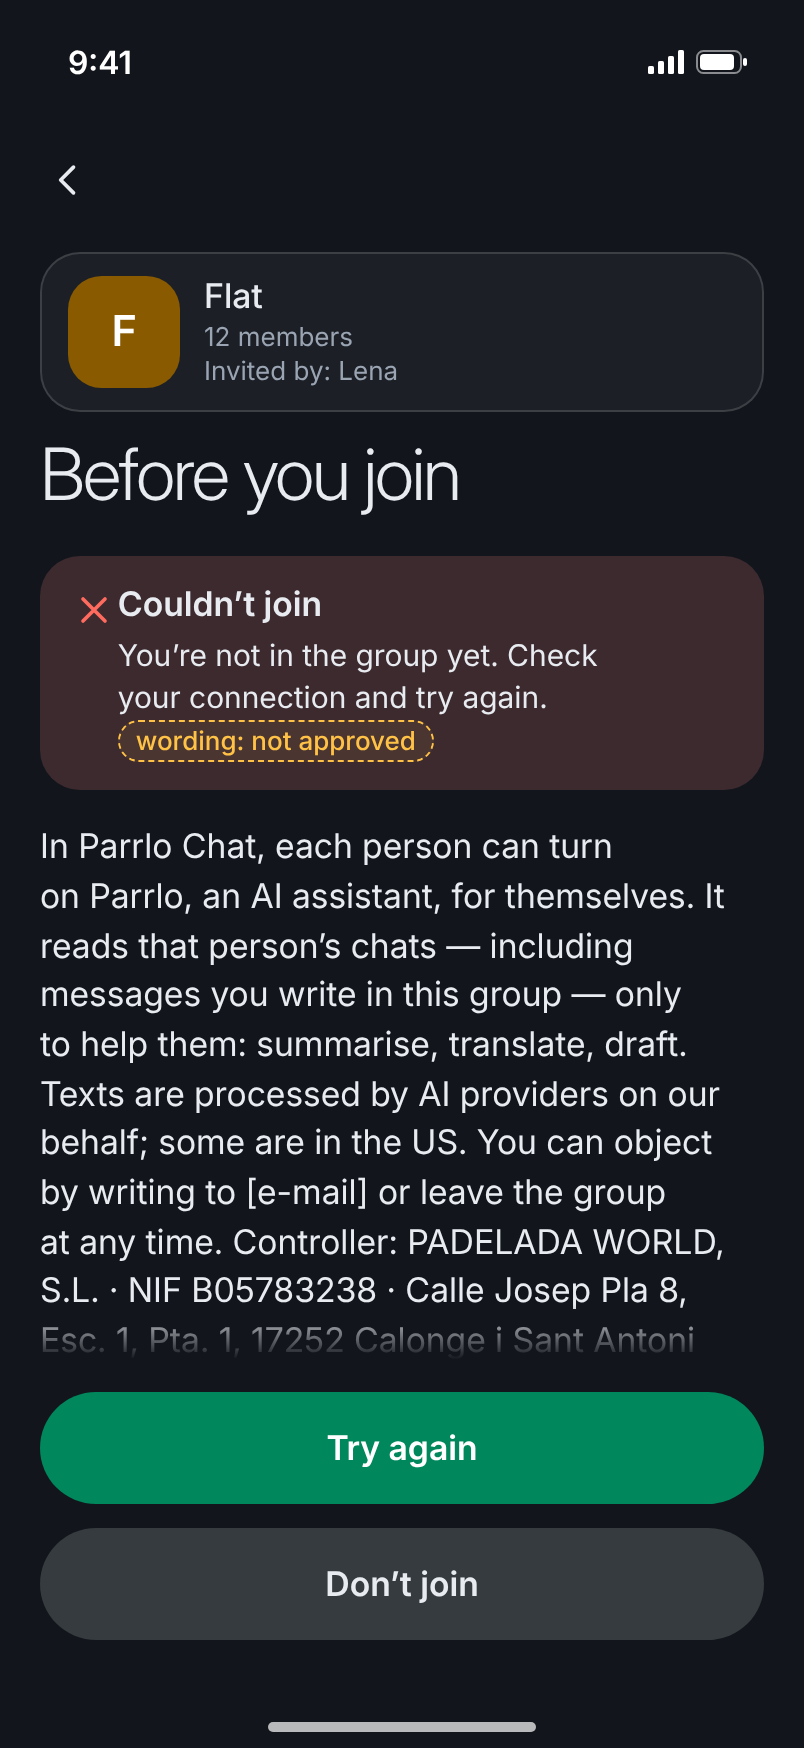 9:41
F
Flat
12 members
Invited by: Lena
Before you join
Couldn’t join
You’re not in the group yet. Check
your connection and try again.
wording: not approved
In Parrlo Chat, each person can turn
on Parrlo, an AI assistant, for themselves. It
reads that person’s chats — including
messages you write in this group — only
to help them: summarise, translate, draft.
Texts are processed by AI providers on our
behalf; some are in the US. You can object
by writing to [e-mail] or leave the group
at any time. Controller: PADELADA WORLD,
S.L. · NIF B05783238 · Calle Josep Pla 8,
Esc. 1, Pta. 1, 17252 Calonge i Sant Antoni
Try again
Don’t join